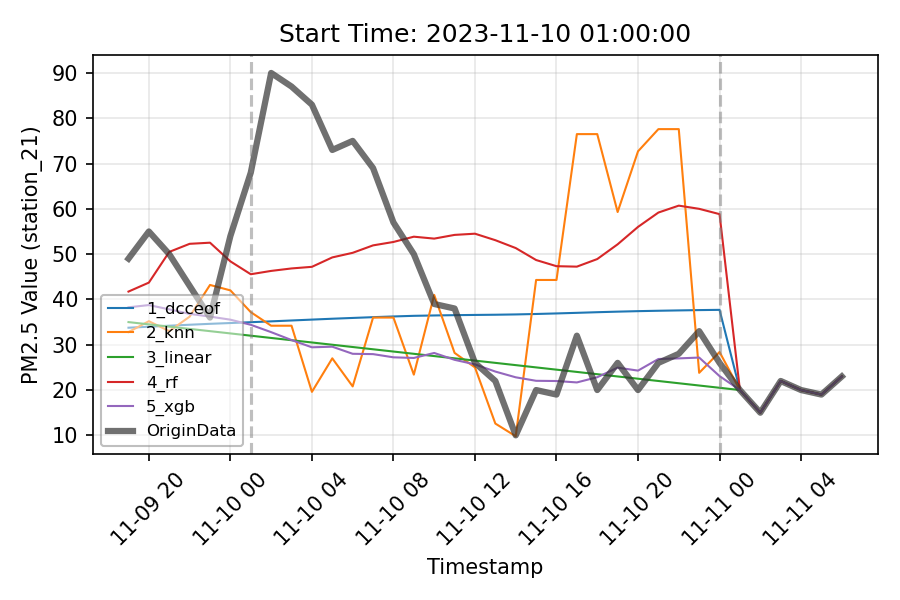 Start Time: 2023-11-10 01:00:00
PM2.5 Value (station_21)
90
80
70
60
50
40
30
20
10
1_dcceof
2_knn
3_linear
4_rf
5_xgb
OriginData
11-09 20
11-10 00
11-10 04
11-10 08
11-10 12
11-10 16
11-10 20
11-11 00
11-11 04
Timestamp